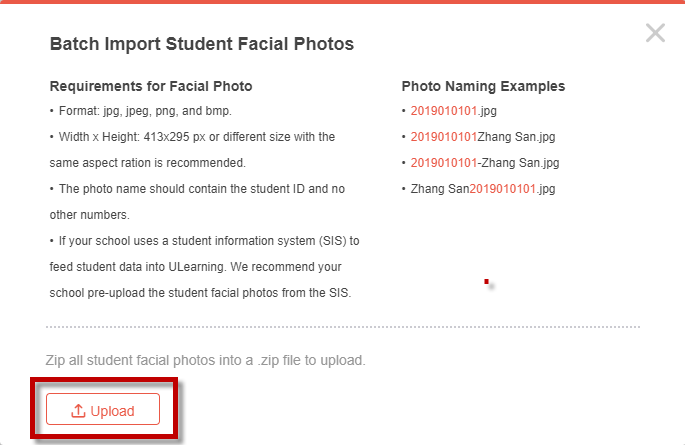 Batch Import Student Facial Photos
Requirements for Facial Photo
• Format: jpg, jpeg, png, and bmp.
• Width x Height: 413x295 px or different size with the
same aspect ration is recommended.
• The photo name should contain the student ID and no
other numbers.
• If your school uses a student information system (SIS) to
feed student data into ULearning. We recommend your
school pre-upload the student facial photos from the SIS.
Photo Naming Examples
• 2019010101.jpg
• 2019010101Zhang San.jpg
• 2019010101-Zhang San.jpg
• Zhang San2019010101.jpg
Zip all student facial photos into a .zip file to upload.
Upload